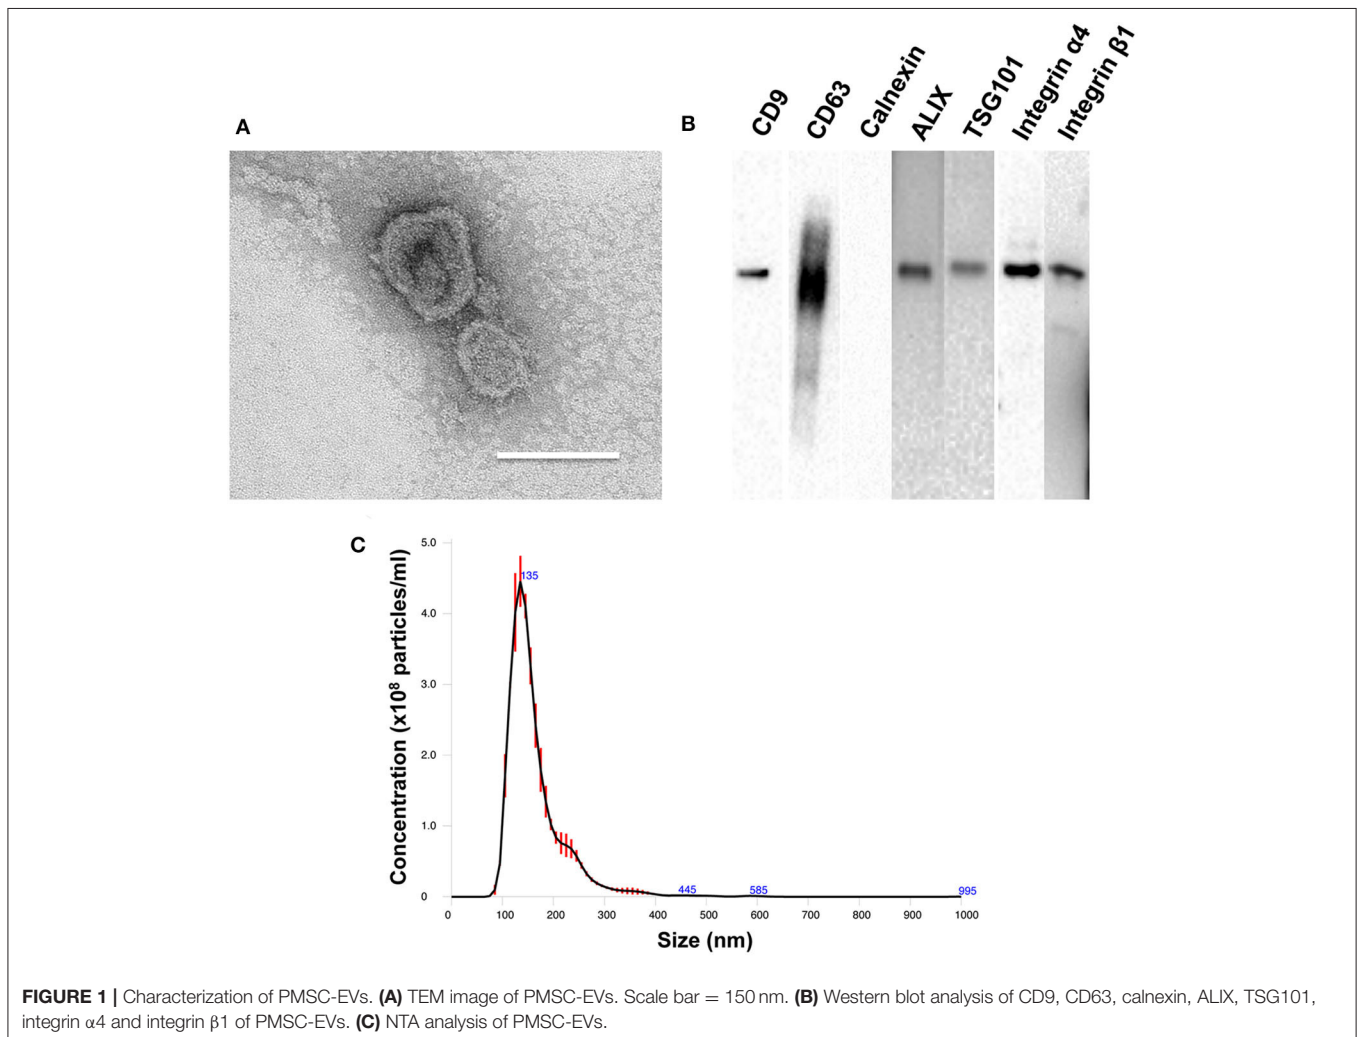 A
B
CD9
CD63
Calnexin
ALIX
TSG101
Integrin α4
Integrin β1
C
Concentration (x10⁸ particles/ml)
5.0
4.0
3.0
2.0
1.0
0
135
445
585
995
0 100 200 300 400 500 600 700 800 900 1000
Size (nm)
FIGURE 1 | Characterization of PMSC-EVs. (A) TEM image of PMSC-EVs. Scale bar = 150 nm. (B) Western blot analysis of CD9, CD63, calnexin, ALIX, TSG101,
integrin α4 and integrin β1 of PMSC-EVs. (C) NTA analysis of PMSC-EVs.